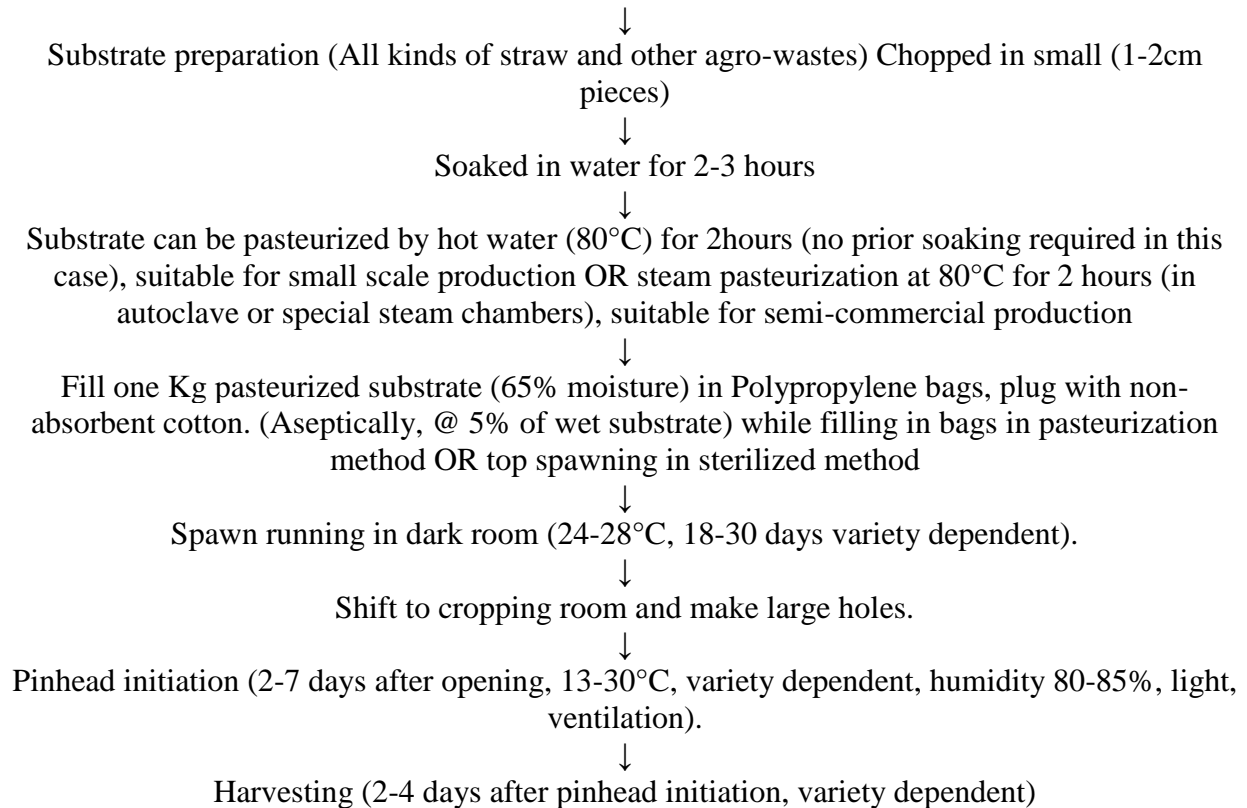 ↓
Substrate preparation (All kinds of straw and other agro-wastes) Chopped in small (1-2cm
pieces)
↓
Soaked in water for 2-3 hours
↓
Substrate can be pasteurized by hot water (80°C) for 2hours (no prior soaking required in this
case), suitable for small scale production OR steam pasteurization at 80°C for 2 hours (in
autoclave or special steam chambers), suitable for semi-commercial production
↓
Fill one Kg pasteurized substrate (65% moisture) in Polypropylene bags, plug with non-
absorbent cotton. (Aseptically, @ 5% of wet substrate) while filling in bags in pasteurization
method OR top spawning in sterilized method
↓
Spawn running in dark room (24-28°C, 18-30 days variety dependent).
↓
Shift to cropping room and make large holes.
↓
Pinhead initiation (2-7 days after opening, 13-30°C, variety dependent, humidity 80-85%, light,
ventilation).
↓
Harvesting (2-4 days after pinhead initiation, variety dependent)